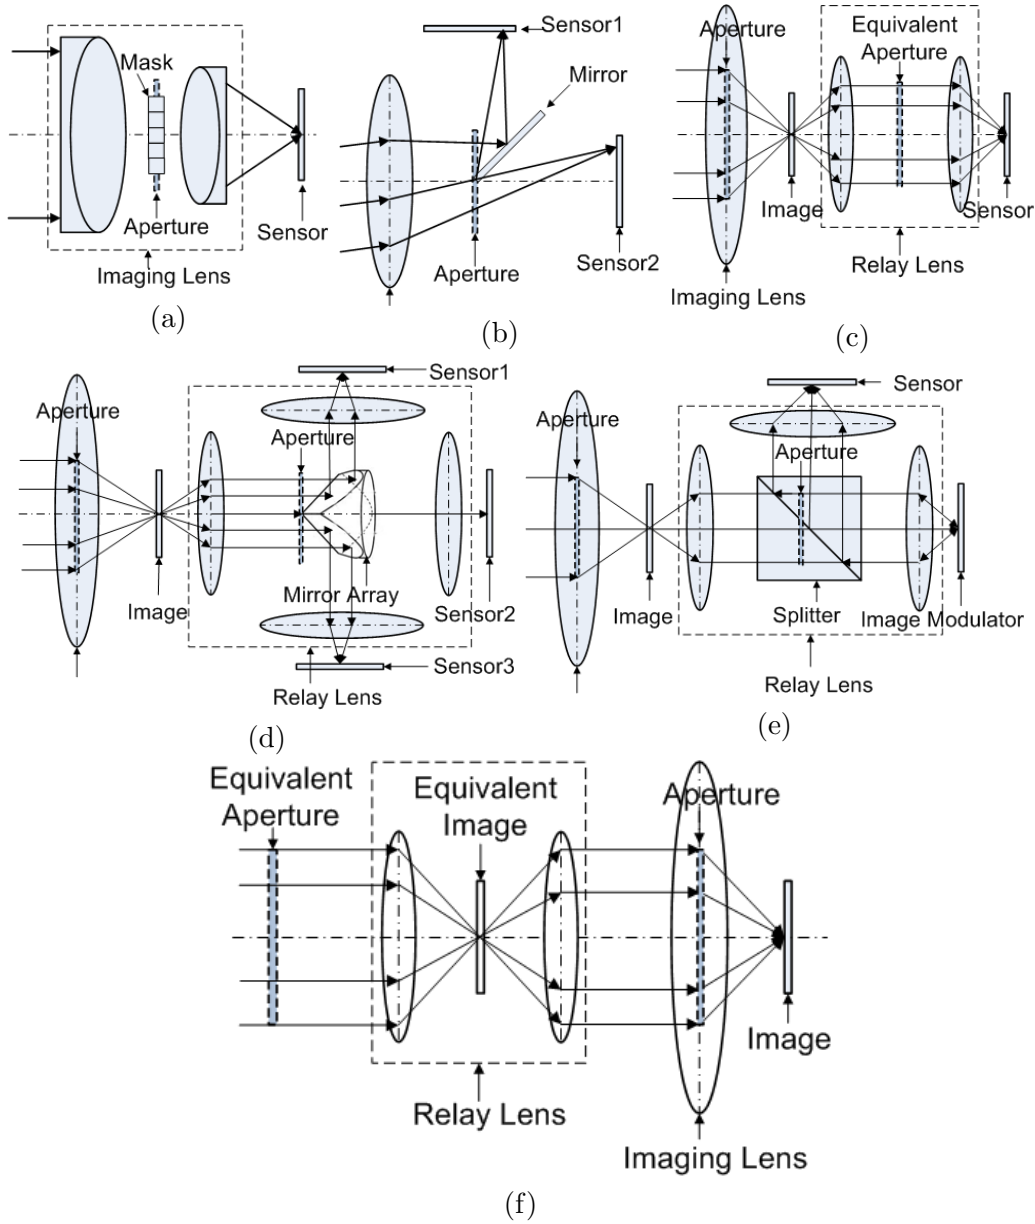 Mask
Aperture
Imaging Lens
Sensor
(a)
Sensor1
Mirror
Aperture
Sensor2
(b)
Aperture
Equivalent
Aperture
Image
Sensor
Relay Lens
Imaging Lens
(c)
Sensor1
Aperture
Aperture
Image
Mirror Array
Sensor2
Sensor3
Relay Lens
(d)
Sensor
Aperture
Aperture
Image
Splitter
Image Modulator
Relay Lens
(e)
Equivalent
Aperture
Equivalent
Image
Aperture
Image
Relay Lens
Imaging Lens
(f)